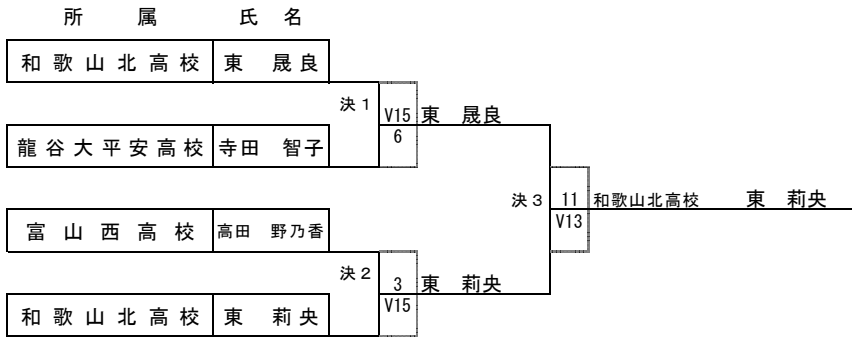 所　属　氏　名
和歌山北高校　東　晟良
決１　V15　東　晟良
6
龍谷大平安高校　寺田　智子
決３　11　和歌山北高校　東　莉央
V13
富山西高校　高田　野乃香
決２　3　東　莉央
V15
和歌山北高校　東　莉央